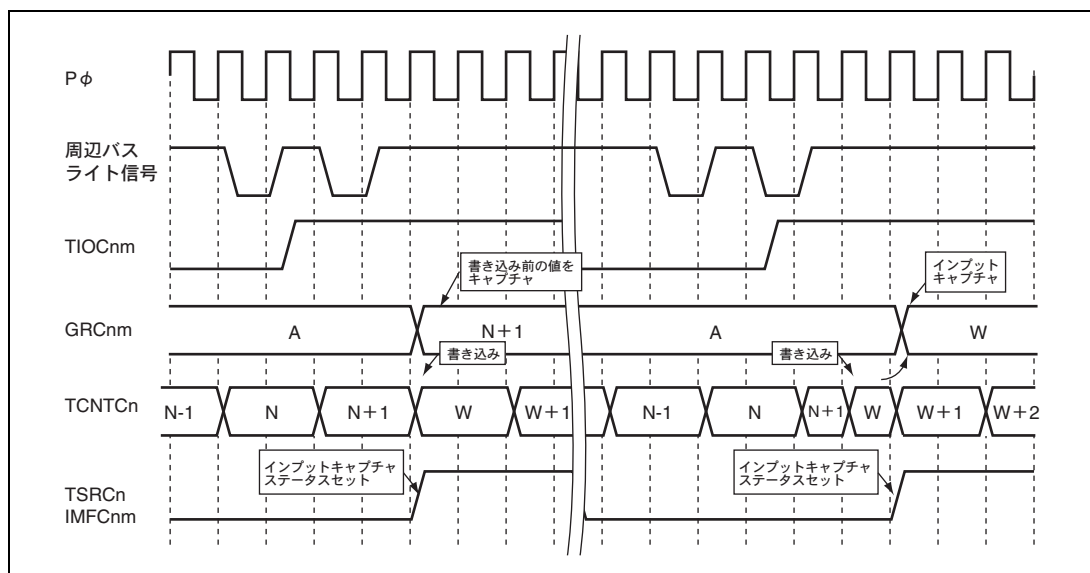 Pφ
周辺バス
ライト信号
TIOCnm
書き込み前の値を
キャプチャ
インプット
キャプチャ
GRCnm
A
N+1
A
W
書き込み
書き込み
TCNTCn
N-1
N
N+1
W
W+1
N-1
N
N+1
W
W+1
W+2
インプットキャプチャ
ステータスセット
インプットキャプチャ
ステータスセット
TSRCn
IMFCnm